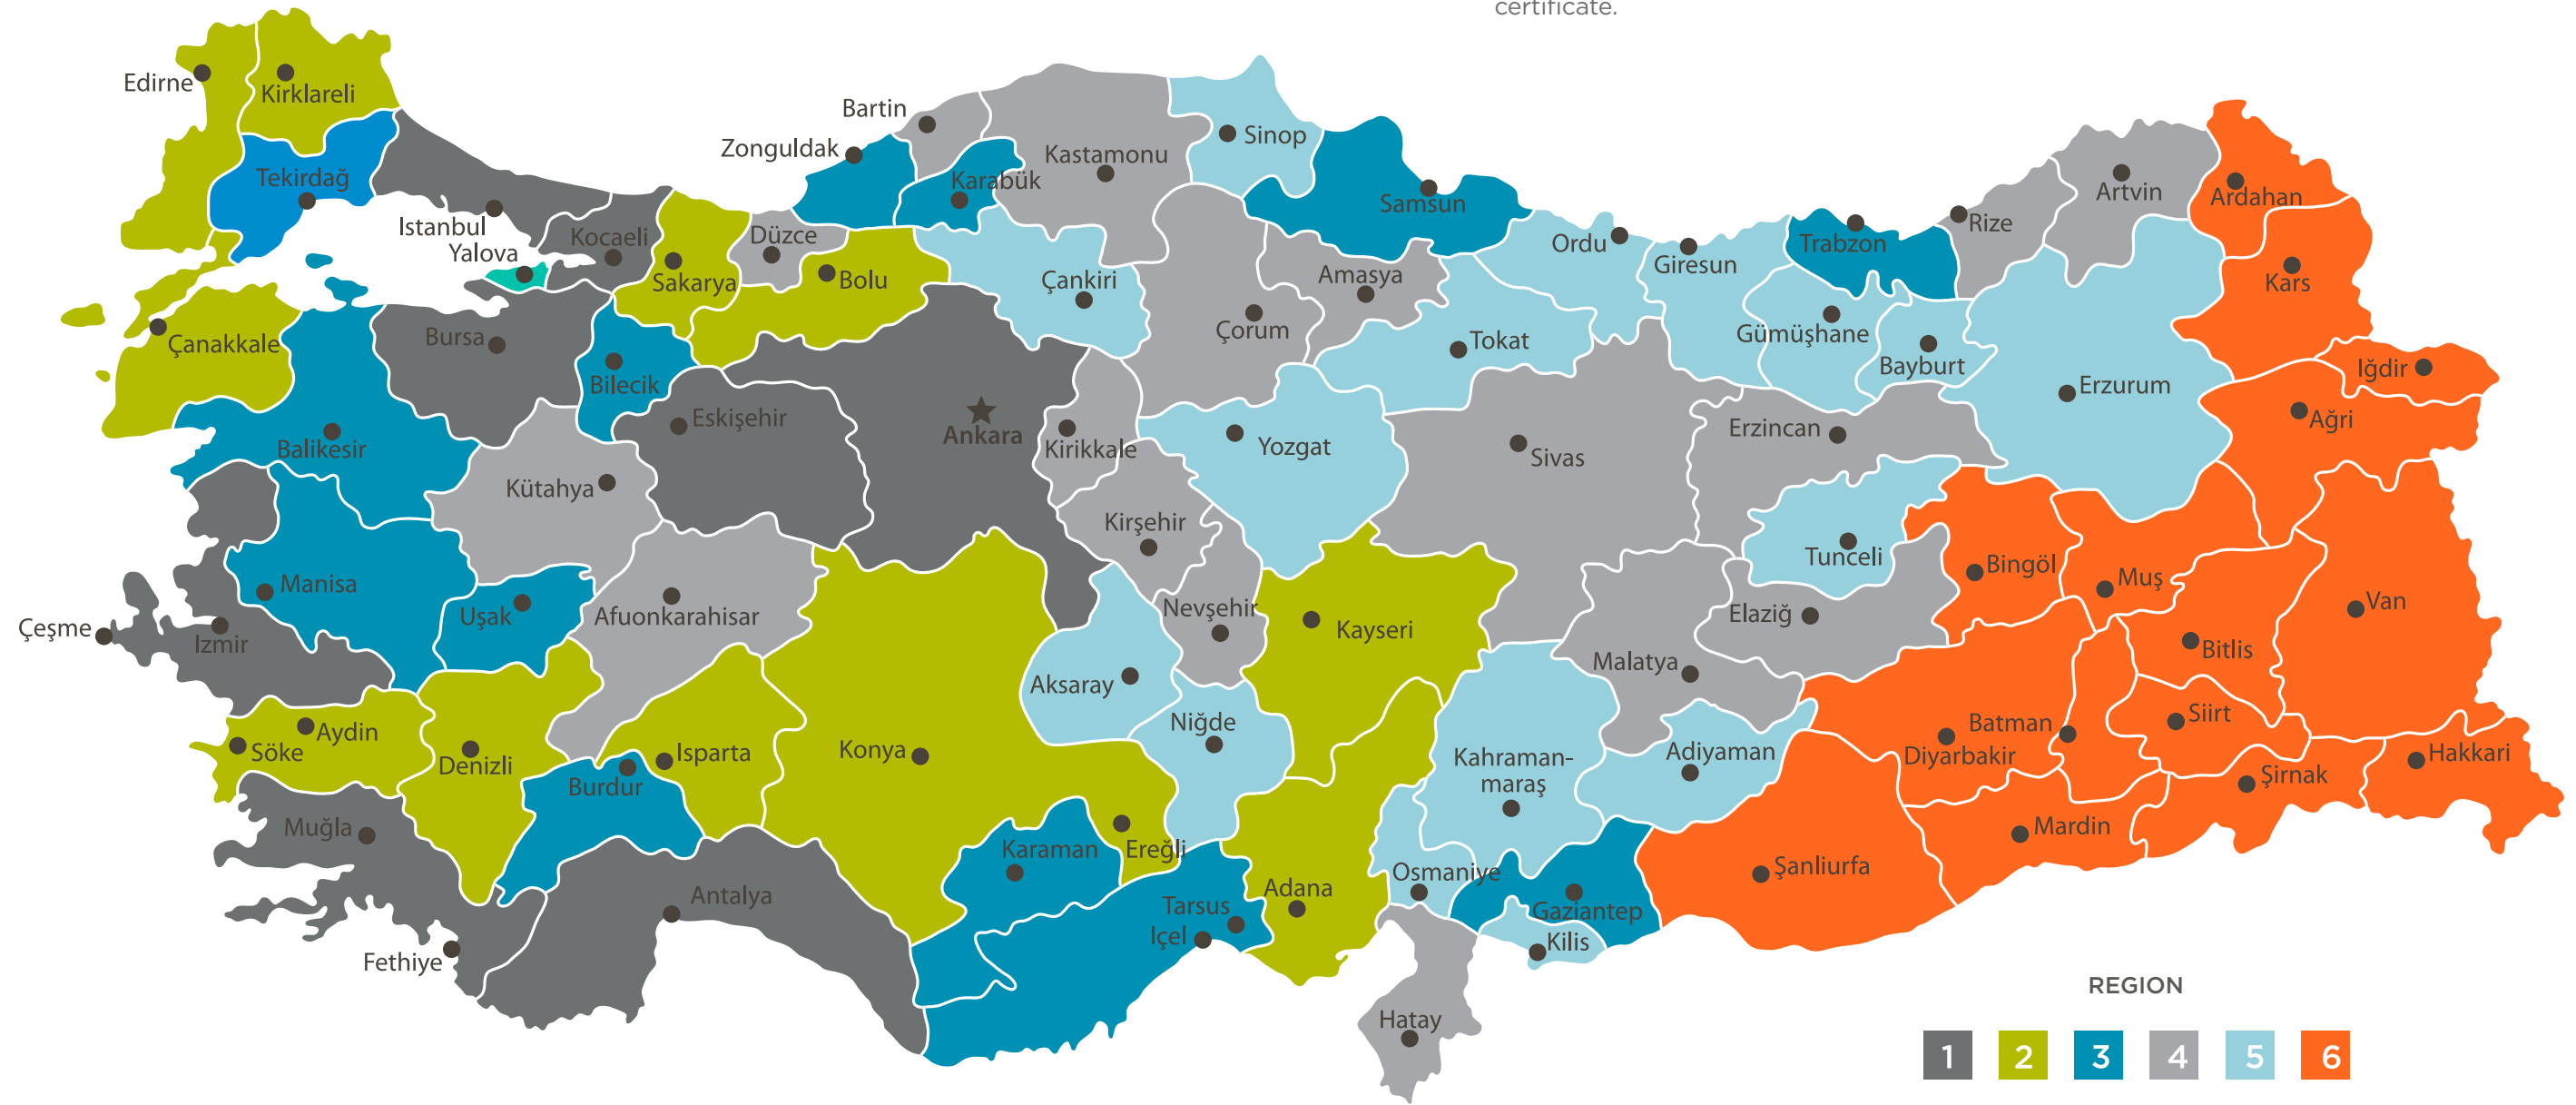 certificate.
Edirne
Kirklareli
Tekirdağ
Istanbul
Yalova
Kocaeli
Sakarya
Düzce
Bolu
Zonguldak
Bartin
Karabük
Kastamonu
Sinop
Çankiri
Samsun
Amasya
Çorum
Ordu
Giresun
Tokat
Trabzon
Gümüşhane
Bayburt
Rize
Artvin
Ardahan
Kars
Iğdir
Ağri
Erzurum
Erzincan
Çanakkale
Balikesir
Bursa
Bilecik
Eskişehir
Ankara
Kirikkale
Yozgat
Sivas
Kütahya
Kirşehir
Tunceli
Bingöl
Muş
Van
Bitlis
Elaziğ
Malatya
Manisa
Uşak
Afuonkarahisar
Nevşehir
Kayseri
Çeşme
Izmir
Aydin
Söke
Denizli
Isparta
Burdur
Konya
Aksaray
Niğde
Kahraman-
maraş
Adiyaman
Diyarbakir
Batman
Siirt
Şirnak
Hakkari
Mardin
Şanliurfa
Muğla
Fethiye
Antalya
Karaman
Ereğli
Tarsus
Içel
Adana
Osmaniye
Gaziantep
Kilis
Hatay
REGION
1 2 3 4 5 6